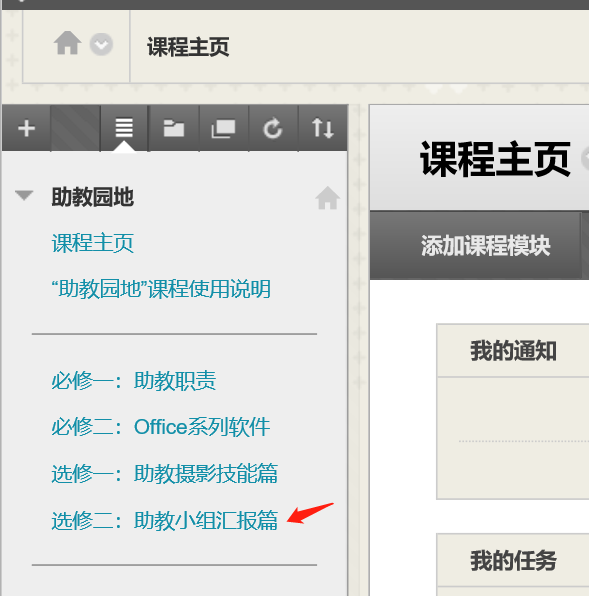 课程主页
助教园地
课程主页
“助教园地”课程使用说明
必修一：助教职责
必修二：Office系列软件
选修一：助教摄影技能篇
选修二：助教小组汇报篇
课程主页
添加课程模块
我的通知
我的任务